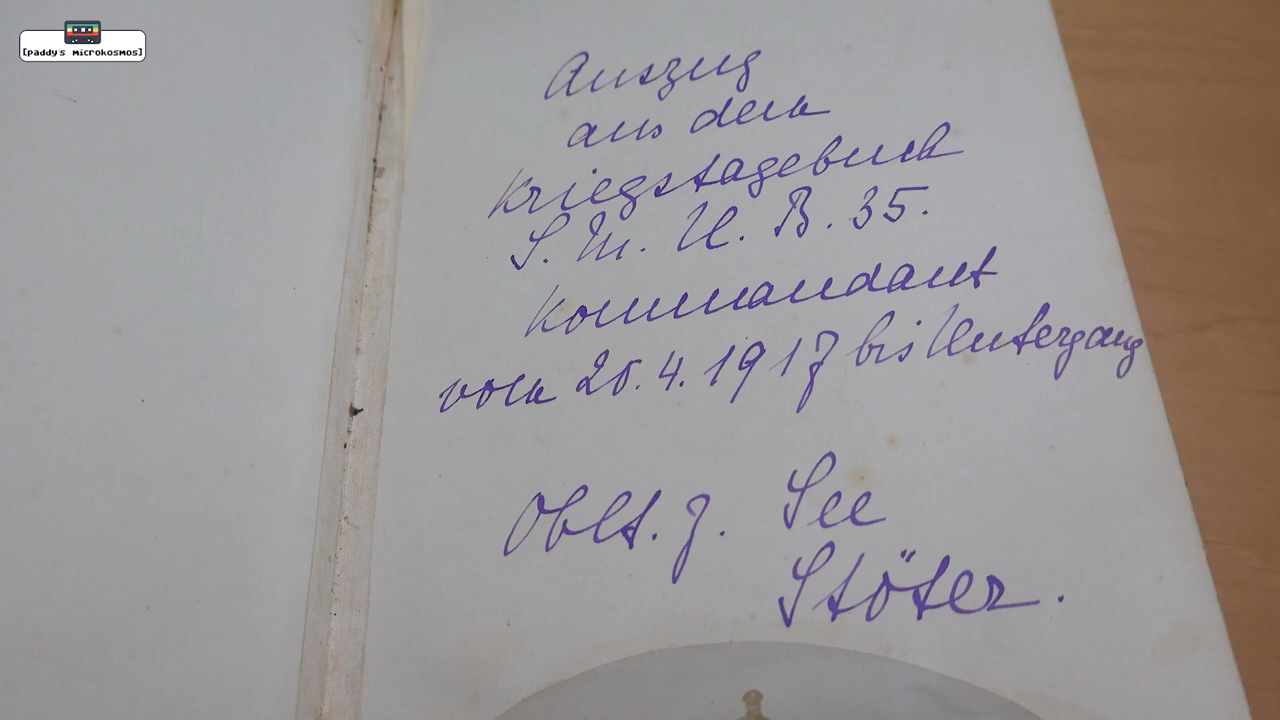 [paddy's microkosmos]
Auszug
aus dem
Kriegstagebuch
S. M. U. B. 35.
Kommandant
vom 20.4.1917 bis Untergang
Oblt. z. See
Stöter.